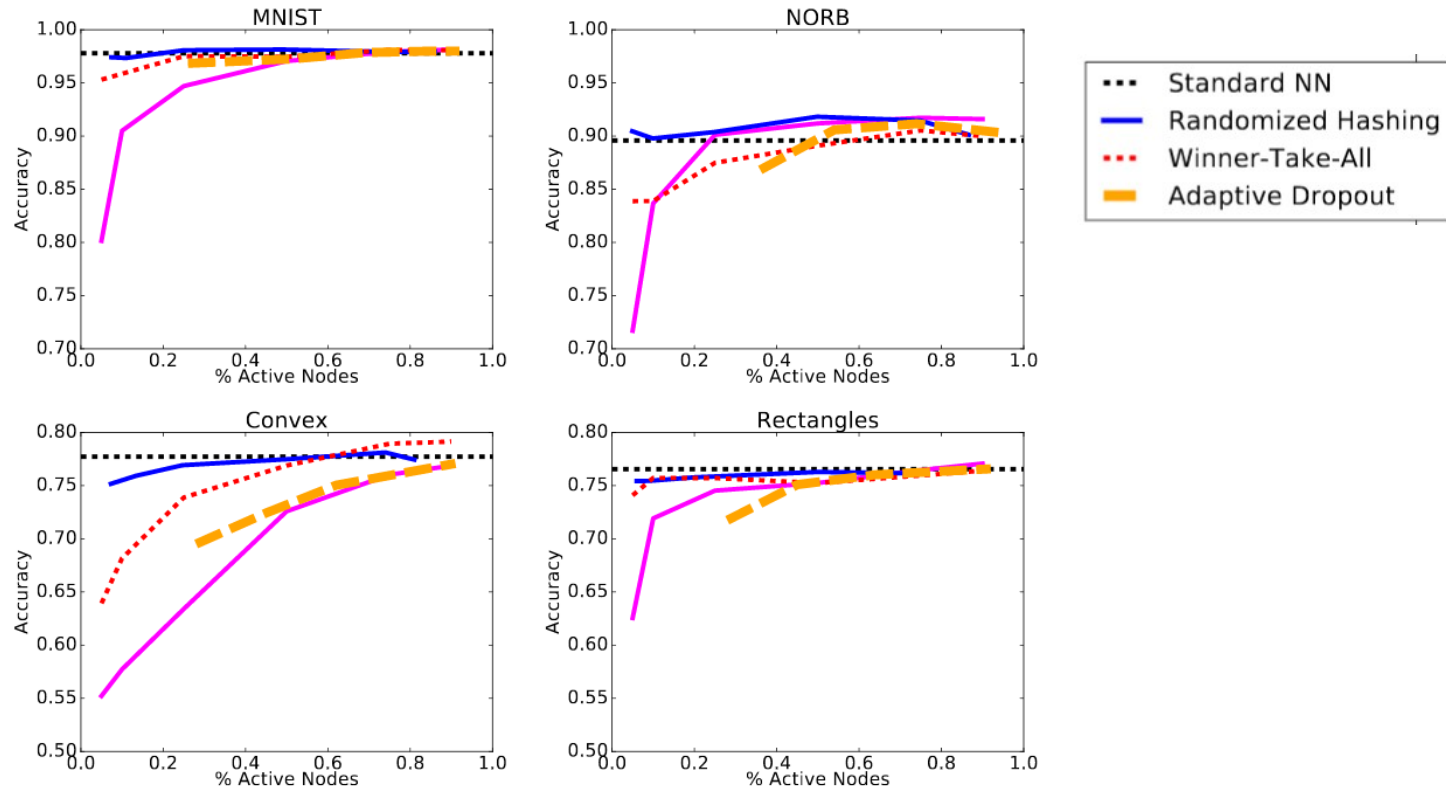 MNIST
1.00
0.95
0.90
0.85
0.80
0.75
0.70
Accuracy
0.0 0.2 0.4 0.6 0.8 1.0
% Active Nodes
NORB
1.00
0.95
0.90
0.85
0.80
0.75
0.70
Accuracy
0.0 0.2 0.4 0.6 0.8 1.0
% Active Nodes
Standard NN
Randomized Hashing
Winner-Take-All
Adaptive Dropout
Convex
0.80
0.75
0.70
0.65
0.60
0.55
0.50
Accuracy
0.0 0.2 0.4 0.6 0.8 1.0
% Active Nodes
Rectangles
0.80
0.75
0.70
0.65
0.60
0.55
0.50
Accuracy
0.0 0.2 0.4 0.6 0.8 1.0
% Active Nodes